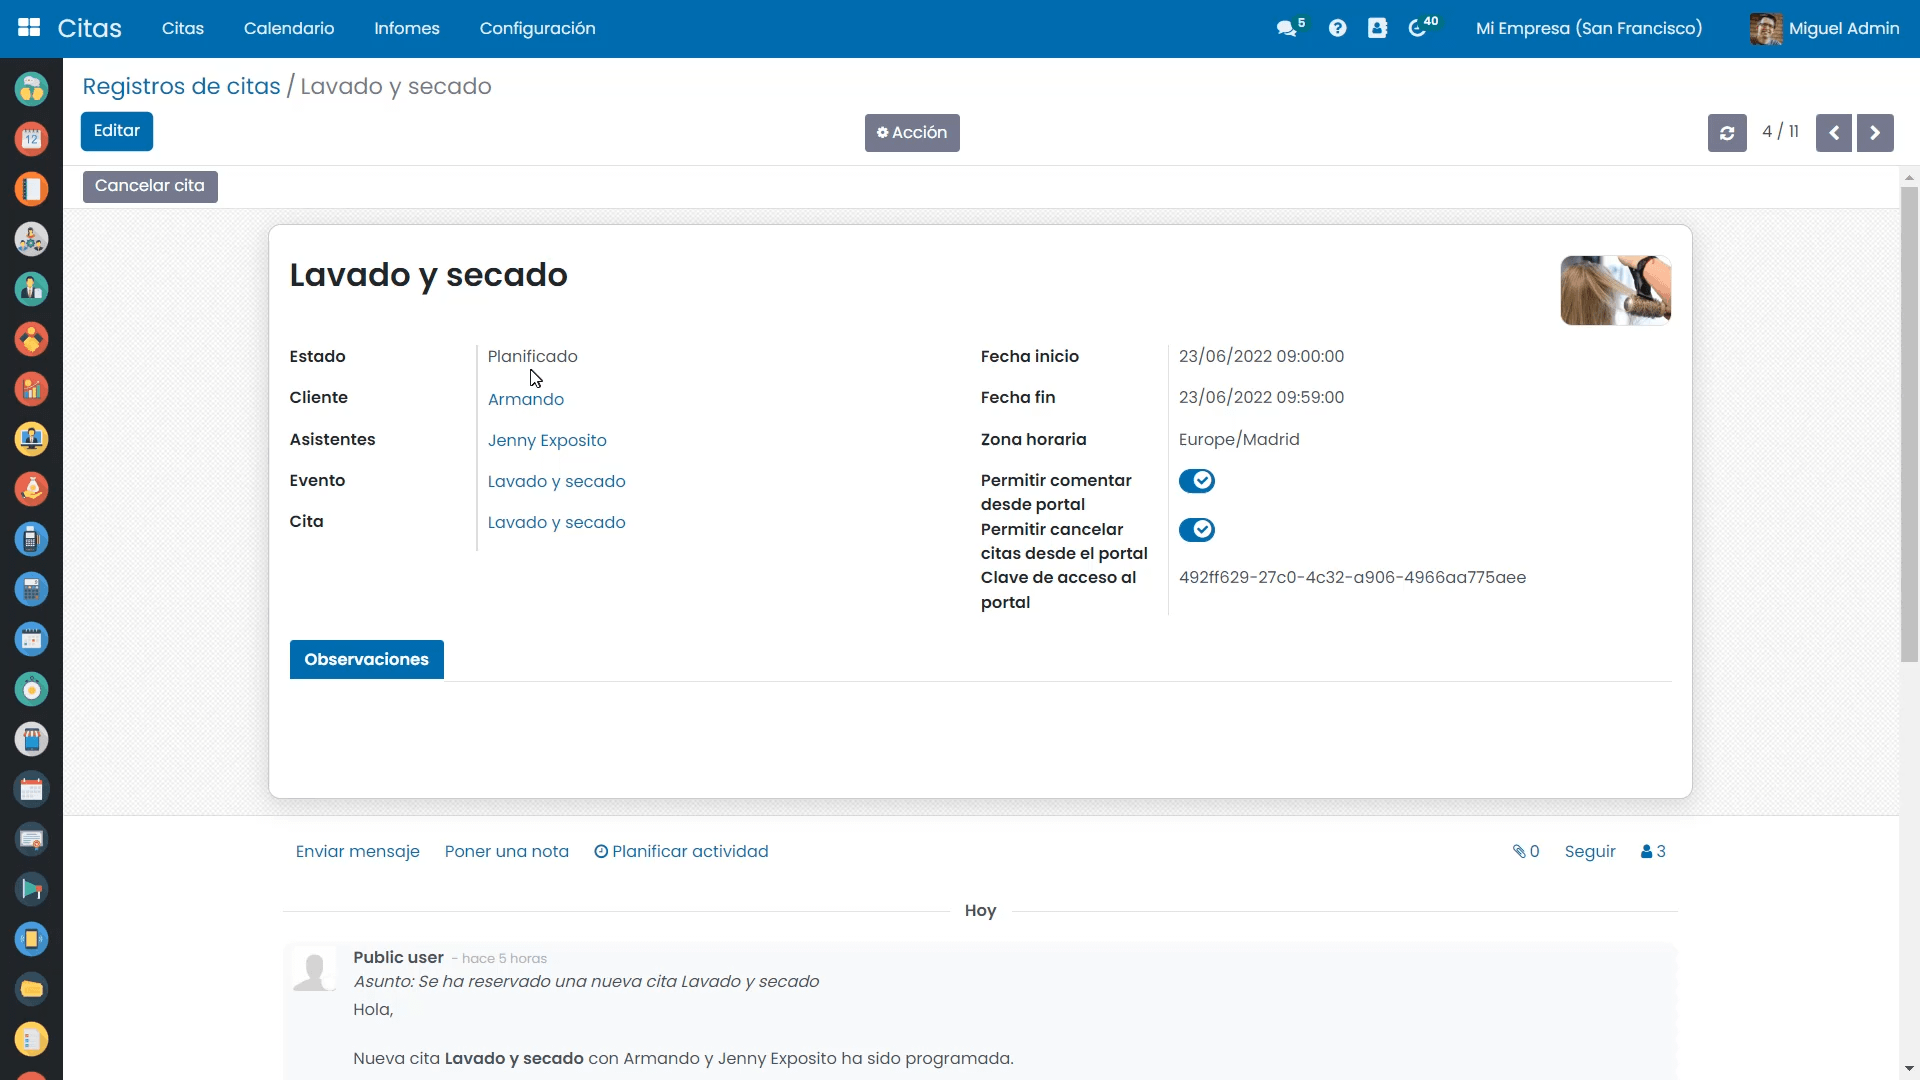 Citas
Citas
Calendario
Infomes
Configuración
5
40
Mi Empresa (San Francisco)
Miguel Admin
Registros de citas / Lavado y secado
Editar
Acción
4 / 11
Cancelar cita
12
Lavado y secado
Estado
Planificado
Cliente
Armando
Asistentes
Jenny Exposito
Evento
Lavado y secado
Cita
Lavado y secado
Fecha inicio
23/06/2022 09:00:00
Fecha fin
23/06/2022 09:59:00
Zona horaria
Europe/Madrid
Permitir comentar
desde portal
Permitir cancelar
citas desde el portal
Clave de acceso al
portal
492ff629-27c0-4c32-a906-4966aa775aee
Observaciones
Enviar mensaje
Poner una nota
Planificar actividad
0
Seguir
3
Hoy
Public user - hace 5 horas
Asunto: Se ha reservado una nueva cita Lavado y secado
Hola,
Nueva cita Lavado y secado con Armando y Jenny Exposito ha sido programada.